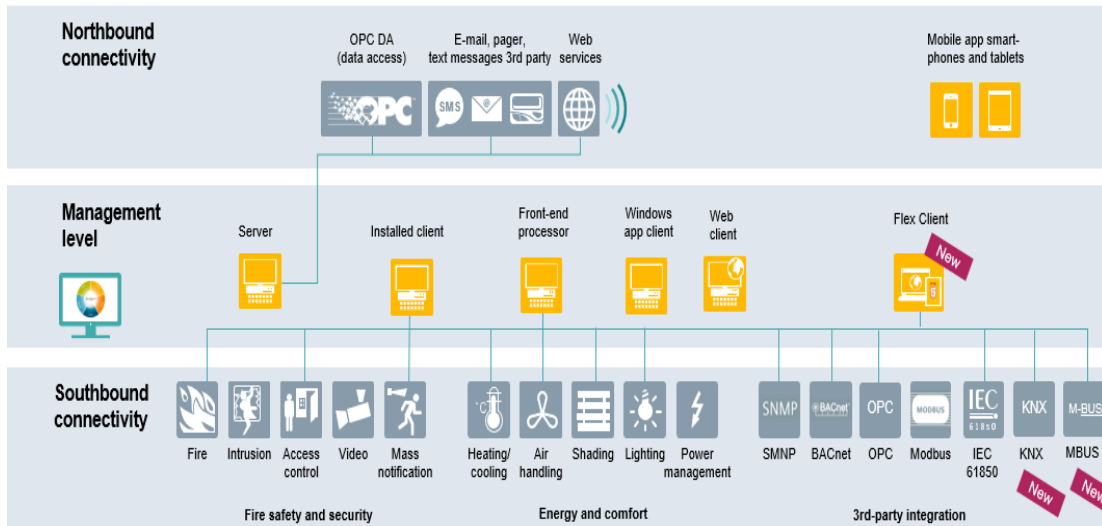 Northbound
connectivity
OPC DA
(data access)
E-mail, pager,
text messages 3rd party
Web
services
Mobile app smart-
phones and tablets
OPC
SMS
Management
level
Server
Installed client
Front-end
processor
Windows
app client
Web
client
Flex Client
New
Southbound
connectivity
°C
SNMP
BACnet
OPC
MODBUS
IEC
61850
KNX
M-BUS
Fire
Intrusion
Access
control
Video
Mass
notification
Heating/
cooling
Air
handling
Shading
Lighting
Power
management
SMNP
BACnet
OPC
Modbus
IEC
61850
KNX
MBUS
New
New
Fire safety and security
Energy and comfort
3rd-party integration